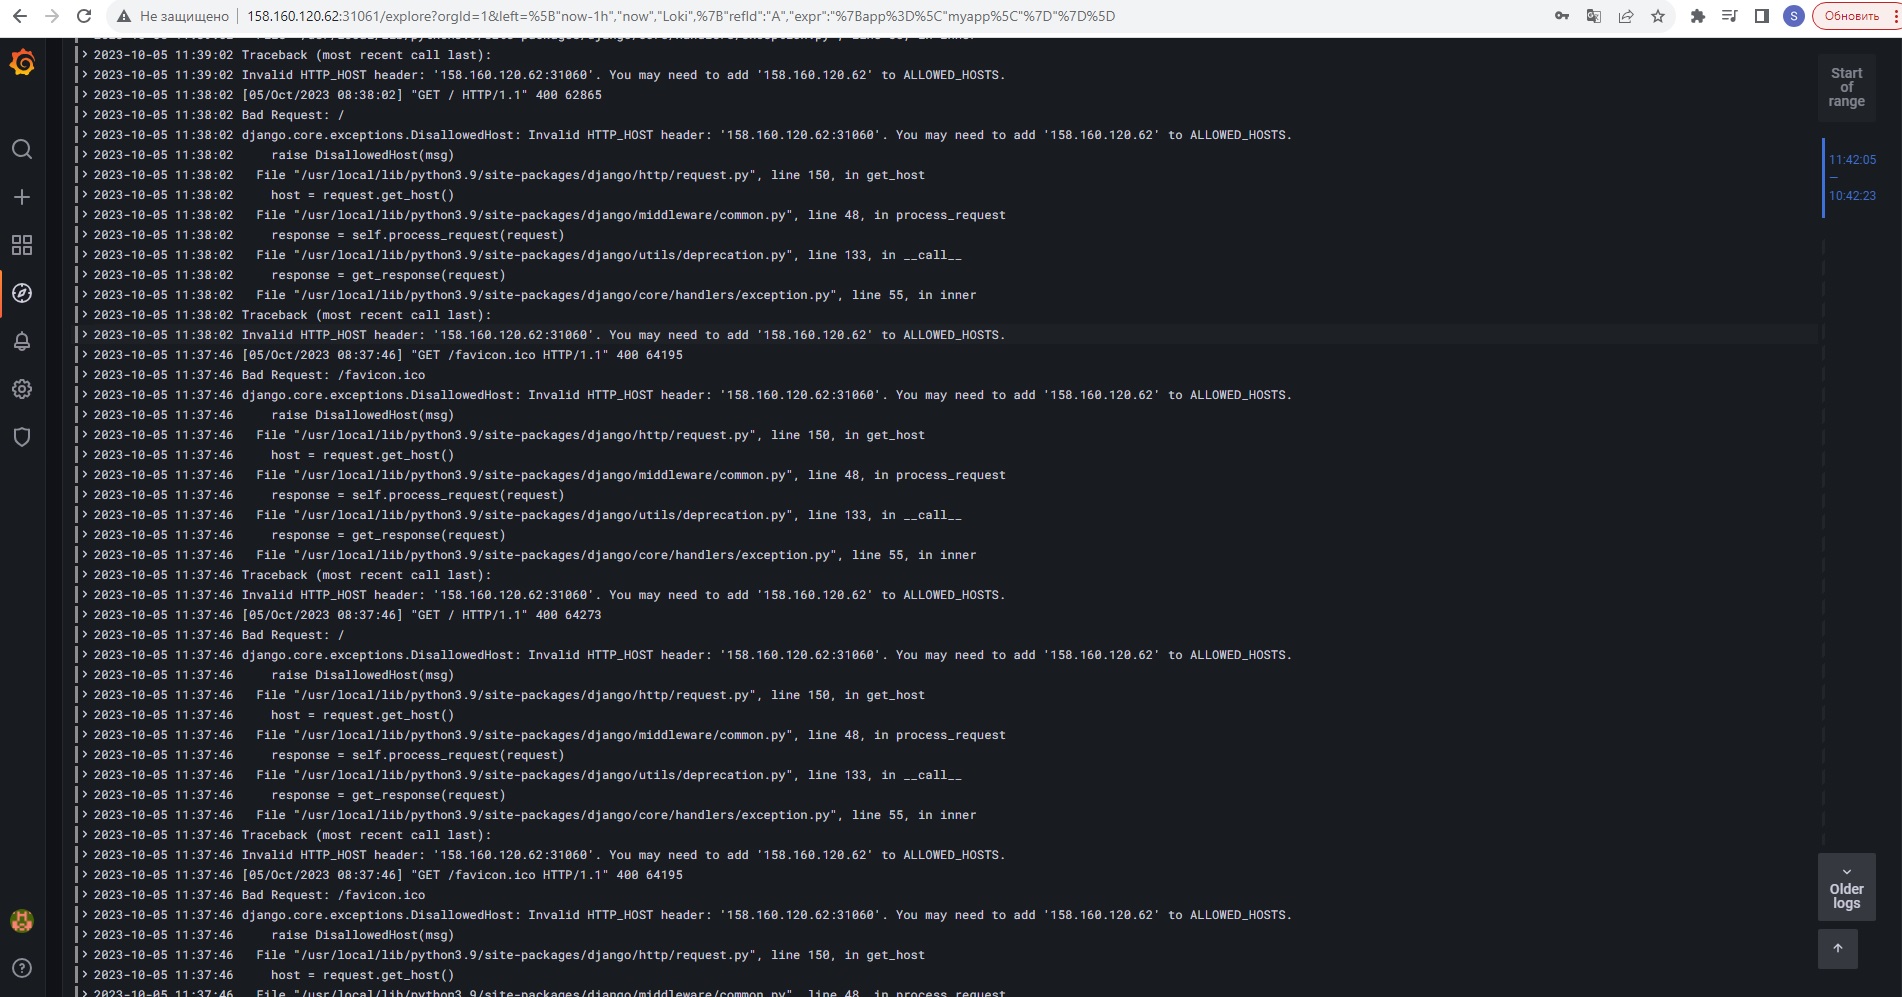 Не защищено 158.160.120.62:31061/explore?orgId=1&left=%5B"now-1h","now","Loki",%7B"refId":"A","expr":"%7Bapp%3D%5C"myapp%5C"%7D"%7D%5D S Обновить
2023-10-05 11:39:02 Traceback (most recent call last):
2023-10-05 11:39:02 Invalid HTTP_HOST header: '158.160.120.62:31060'. You may need to add '158.160.120.62' to ALLOWED_HOSTS.
2023-10-05 11:38:02 [05/Oct/2023 08:38:02] "GET / HTTP/1.1" 400 62865
2023-10-05 11:38:02 Bad Request: /
2023-10-05 11:38:02 django.core.exceptions.DisallowedHost: Invalid HTTP_HOST header: '158.160.120.62:31060'. You may need to add '158.160.120.62' to ALLOWED_HOSTS.
2023-10-05 11:38:02     raise DisallowedHost(msg)
2023-10-05 11:38:02   File "/usr/local/lib/python3.9/site-packages/django/http/request.py", line 150, in get_host
2023-10-05 11:38:02     host = request.get_host()
2023-10-05 11:38:02   File "/usr/local/lib/python3.9/site-packages/django/middleware/common.py", line 48, in process_request
2023-10-05 11:38:02     response = self.process_request(request)
2023-10-05 11:38:02   File "/usr/local/lib/python3.9/site-packages/django/utils/deprecation.py", line 133, in __call__
2023-10-05 11:38:02     response = get_response(request)
2023-10-05 11:38:02   File "/usr/local/lib/python3.9/site-packages/django/core/handlers/exception.py", line 55, in inner
2023-10-05 11:38:02 Traceback (most recent call last):
2023-10-05 11:38:02 Invalid HTTP_HOST header: '158.160.120.62:31060'. You may need to add '158.160.120.62' to ALLOWED_HOSTS.
2023-10-05 11:37:46 [05/Oct/2023 08:37:46] "GET /favicon.ico HTTP/1.1" 400 64195
2023-10-05 11:37:46 Bad Request: /favicon.ico
2023-10-05 11:37:46 django.core.exceptions.DisallowedHost: Invalid HTTP_HOST header: '158.160.120.62:31060'. You may need to add '158.160.120.62' to ALLOWED_HOSTS.
2023-10-05 11:37:46     raise DisallowedHost(msg)
2023-10-05 11:37:46   File "/usr/local/lib/python3.9/site-packages/django/http/request.py", line 150, in get_host
2023-10-05 11:37:46     host = request.get_host()
2023-10-05 11:37:46   File "/usr/local/lib/python3.9/site-packages/django/middleware/common.py", line 48, in process_request
2023-10-05 11:37:46     response = self.process_request(request)
2023-10-05 11:37:46   File "/usr/local/lib/python3.9/site-packages/django/utils/deprecation.py", line 133, in __call__
2023-10-05 11:37:46     response = get_response(request)
2023-10-05 11:37:46   File "/usr/local/lib/python3.9/site-packages/django/core/handlers/exception.py", line 55, in inner
2023-10-05 11:37:46 Traceback (most recent call last):
2023-10-05 11:37:46 Invalid HTTP_HOST header: '158.160.120.62:31060'. You may need to add '158.160.120.62' to ALLOWED_HOSTS.
2023-10-05 11:37:46 [05/Oct/2023 08:37:46] "GET / HTTP/1.1" 400 64273
2023-10-05 11:37:46 Bad Request: /
2023-10-05 11:37:46 django.core.exceptions.DisallowedHost: Invalid HTTP_HOST header: '158.160.120.62:31060'. You may need to add '158.160.120.62' to ALLOWED_HOSTS.
2023-10-05 11:37:46     raise DisallowedHost(msg)
2023-10-05 11:37:46   File "/usr/local/lib/python3.9/site-packages/django/http/request.py", line 150, in get_host
2023-10-05 11:37:46     host = request.get_host()
2023-10-05 11:37:46   File "/usr/local/lib/python3.9/site-packages/django/middleware/common.py", line 48, in process_request
2023-10-05 11:37:46     response = self.process_request(request)
2023-10-05 11:37:46   File "/usr/local/lib/python3.9/site-packages/django/utils/deprecation.py", line 133, in __call__
2023-10-05 11:37:46     response = get_response(request)
2023-10-05 11:37:46   File "/usr/local/lib/python3.9/site-packages/django/core/handlers/exception.py", line 55, in inner
2023-10-05 11:37:46 Traceback (most recent call last):
2023-10-05 11:37:46 Invalid HTTP_HOST header: '158.160.120.62:31060'. You may need to add '158.160.120.62' to ALLOWED_HOSTS.
2023-10-05 11:37:46 [05/Oct/2023 08:37:46] "GET /favicon.ico HTTP/1.1" 400 64195
2023-10-05 11:37:46 Bad Request: /favicon.ico
2023-10-05 11:37:46 django.core.exceptions.DisallowedHost: Invalid HTTP_HOST header: '158.160.120.62:31060'. You may need to add '158.160.120.62' to ALLOWED_HOSTS.
2023-10-05 11:37:46     raise DisallowedHost(msg)
2023-10-05 11:37:46   File "/usr/local/lib/python3.9/site-packages/django/http/request.py", line 150, in get_host
2023-10-05 11:37:46     host = request.get_host()
2023-10-05 11:37:46   File "/usr/local/lib/python3.9/site-packages/django/middleware/common.py", line 48, in process_request
Start
of
range
11:42:05
—
10:42:23
Older
logs